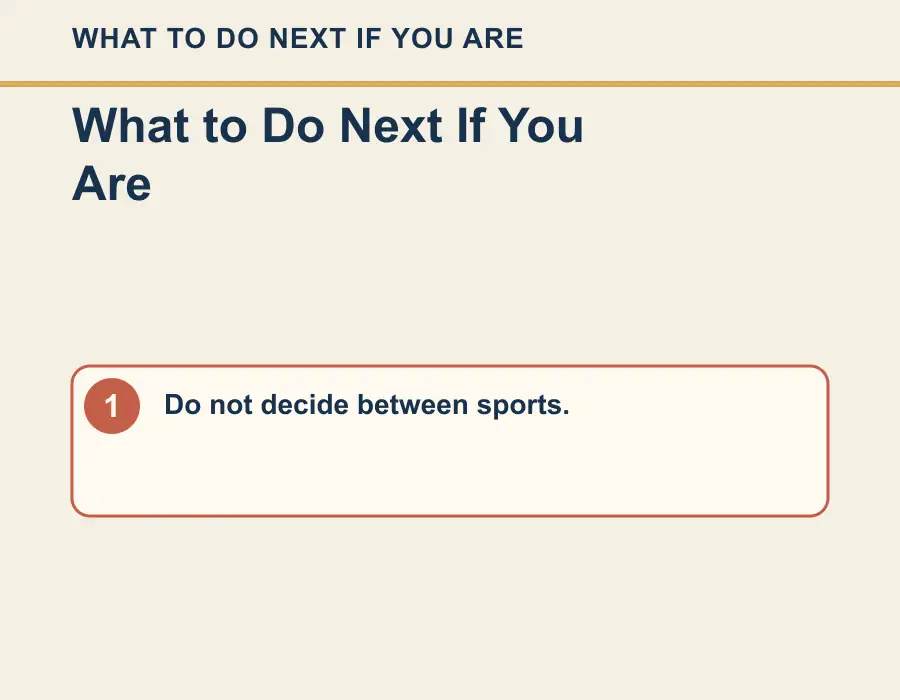 WHAT TO DO NEXT IF YOU ARE
What to Do Next If You
Are
1
Do not decide between sports.